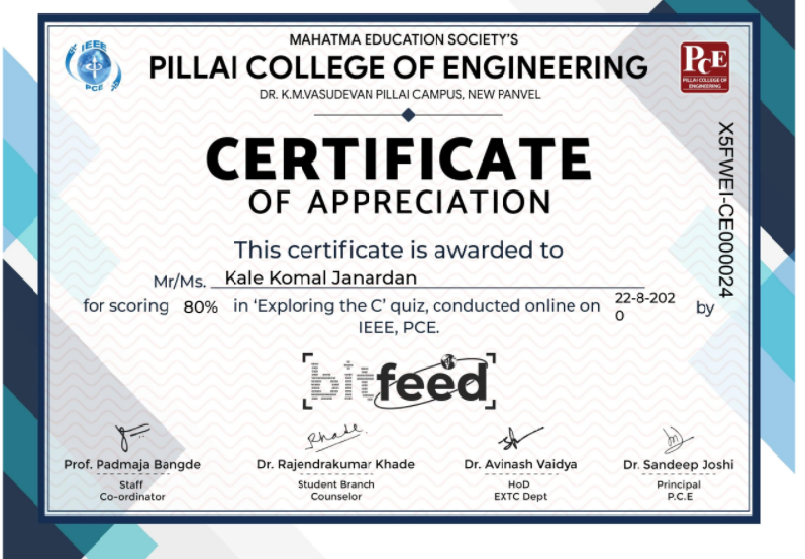 MAHATMA EDUCATION SOCIETY'S
PILLAI COLLEGE OF ENGINEERING
DR. K.M.VASUDEVAN PILLAI CAMPUS, NEW PANVEL
IEEE
PCE
PCE
PILLAI COLLEGE OF
ENGINEERING
X5FWEI-CE000024
CERTIFICATE
OF APPRECIATION
This certificate is awarded to
Mr/Ms. Kale Komal Janardan
for scoring 80% in 'Exploring the C' quiz, conducted online on 22-8-202
0 by
IEEE, PCE.
[bitfeed]
Khade
Prof. Padmaja Bangde
Staff
Co-ordinator
Dr. Rajendrakumar Khade
Student Branch
Counselor
Dr. Avinash Vaidya
HoD
EXTC Dept
Dr. Sandeep Joshi
Principal
P.C.E